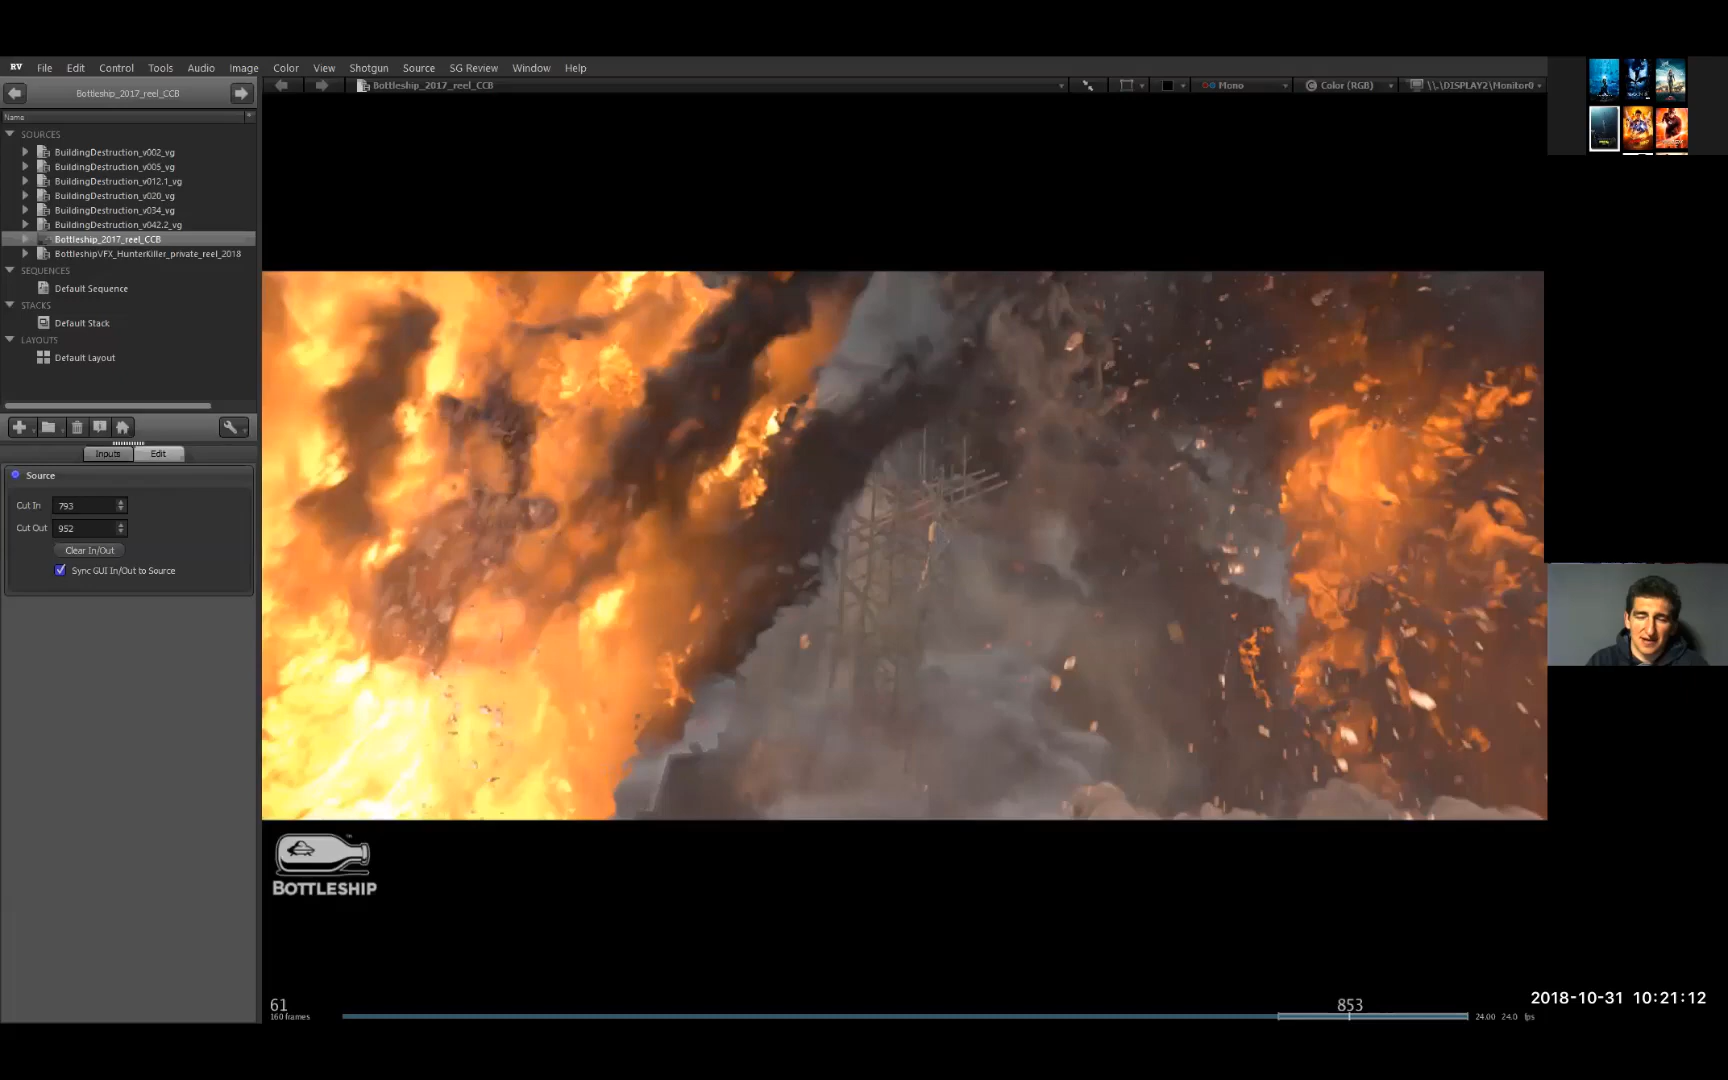 RV File Edit Control Tools Audio Image Color View Shotgun Source SG Review Window Help
Bottleship_2017_reel_CCB
Bottleship_2017_reel_CCB Mono Color (RGB) \\.\DISPLAY2\Monitor0
Name
SOURCES
BuildingDestruction_v002_vg
BuildingDestruction_v005_vg
BuildingDestruction_v012.1_vg
BuildingDestruction_v020_vg
BuildingDestruction_v034_vg
BuildingDestruction_v042.2_vg
Bottleship_2017_reel_CCB
BottleshipVFX_HunterKiller_private_reel_2018
SEQUENCES
Default Sequence
STACKS
Default Stack
LAYOUTS
Default Layout
Inputs Edit
Source
Cut In 793
Cut Out 952
Clear In/Out
Sync GUI In/Out to Source
BOTTLESHIP
TM
61
160 frames
853
24.00 24.0 fps
2018-10-31 10:21:12